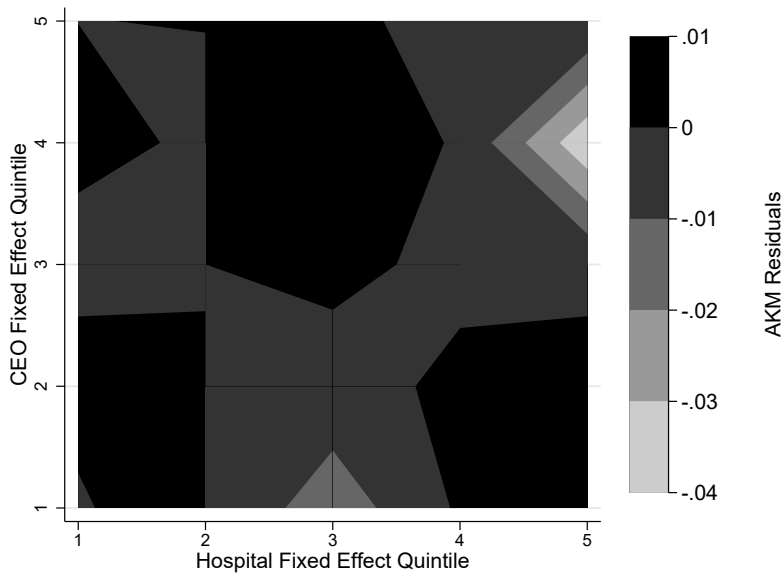 5
4
3
2
1
CEO Fixed Effect Quintile
1 2 3 4 5
Hospital Fixed Effect Quintile
.01
0
-.01
-.02
-.03
-.04
AKM Residuals